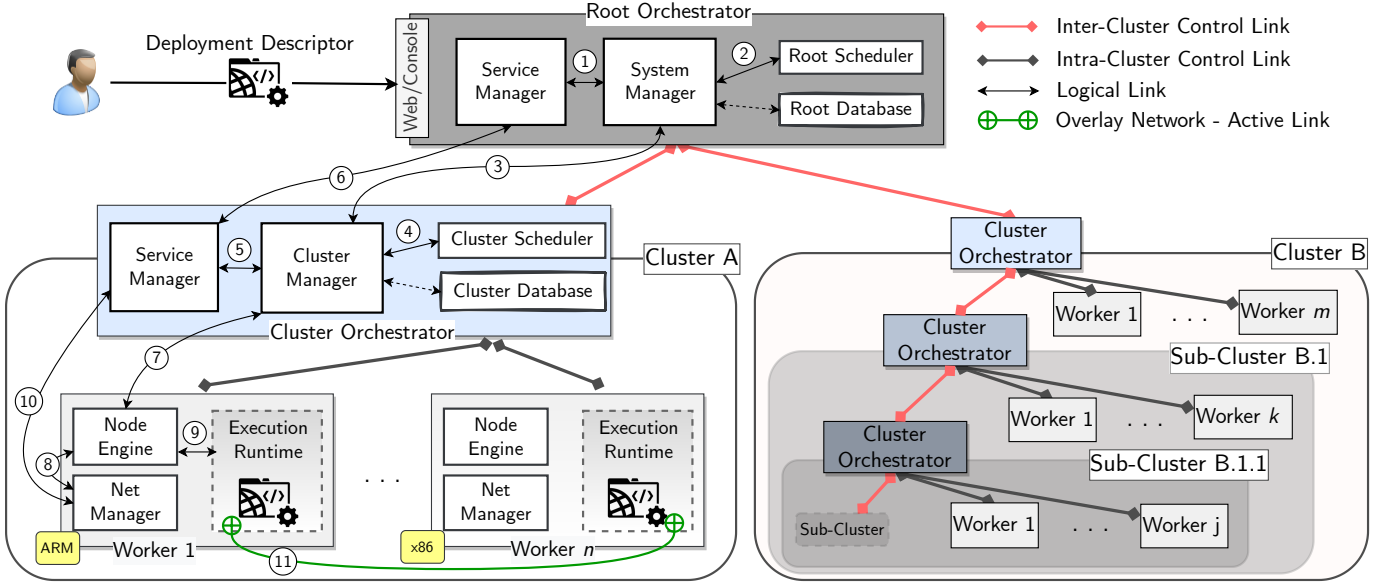 Root Orchestrator
Deployment Descriptor
Web/Console
Service
Manager
1
System
Manager
2
Root Scheduler
Root Database
Inter-Cluster Control Link
Intra-Cluster Control Link
Logical Link
Overlay Network - Active Link
6
3
Service
Manager
5
Cluster
Manager
4
Cluster Scheduler
Cluster Database
Cluster Orchestrator
Cluster A
7
10
Node
Engine
9
Execution
Runtime
8
Net
Manager
</>
ARM
Worker 1
. . .
Node
Engine
Execution
Runtime
Net
Manager
</>
x86
Worker n
11
Cluster
Orchestrator
Cluster B
Worker 1
. . .
Worker m
Cluster
Orchestrator
Sub-Cluster B.1
Worker 1
. . .
Worker k
Cluster
Orchestrator
Sub-Cluster B.1.1
Sub-Cluster
Worker 1
. . .
Worker j